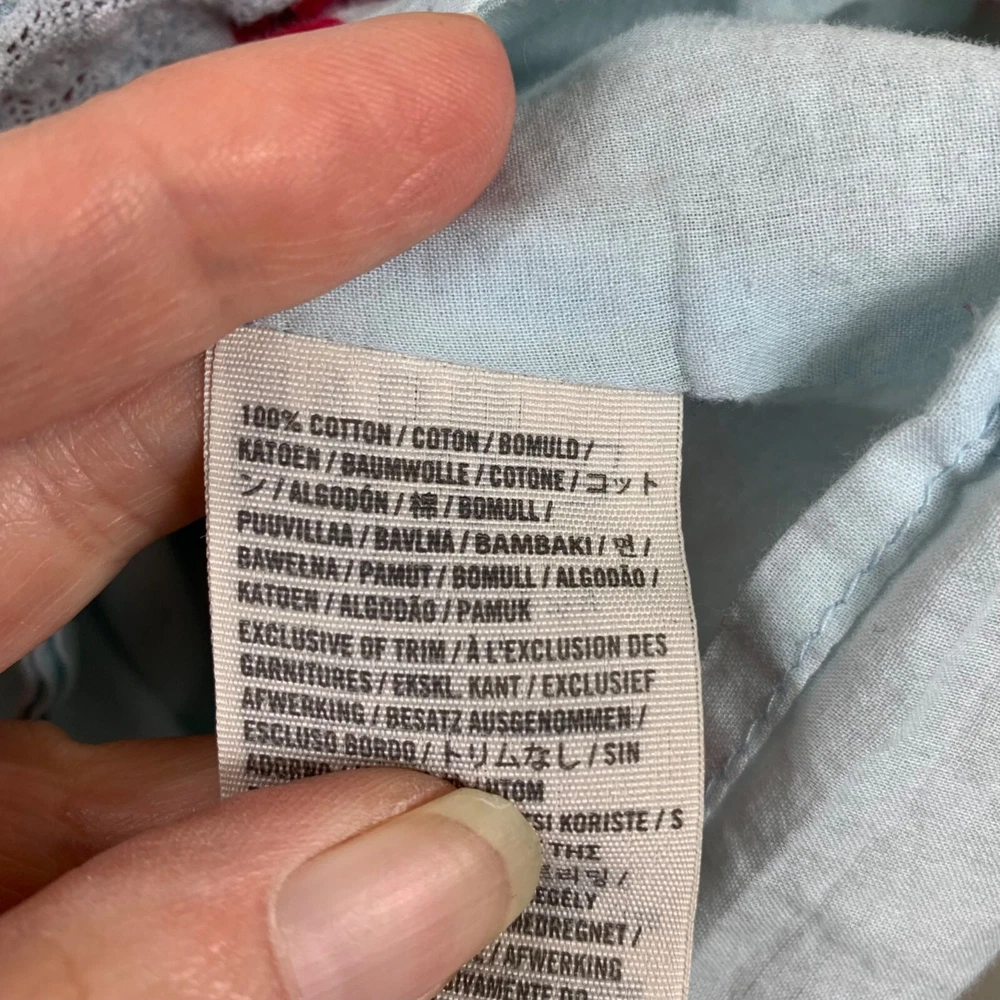 100% COTTON / COTON / BOMULD /
KATOEN / BAUMWOLLE / COTONE / コット
ン / ALGODÓN / 棉 / BOMULL /
PUUVILLAA / BAVLNA / BAMBAKI / 면 /
BAWEŁNA / PAMUT / BOMULL / ALGODÃO /
KATOEN / ALGODÃO / PAMUK
EXCLUSIVE OF TRIM / À L'EXCLUSION DES
GARNITURES / EKSKL. KANT / EXCLUSIEF
AFWERKING / BESATZ AUSGENOMMEN /
ESCLUSO BORDO / トリムなし / SIN
KORISTE / S
ΤΗΣ
/
/ AFWERKING